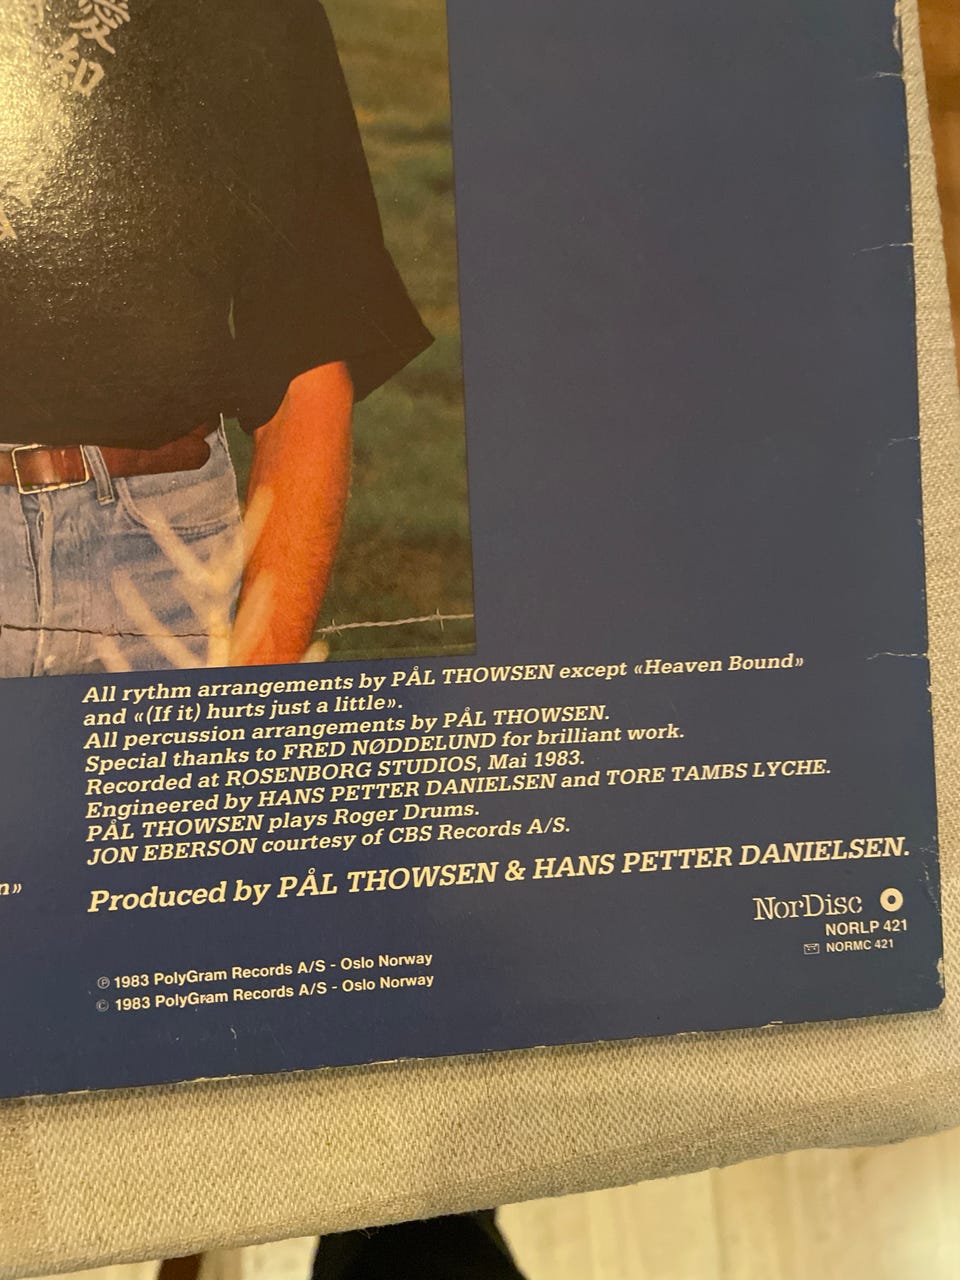 愛
知
All rythm arrangements by PÅL THOWSEN except «Heaven Bound»
and «(If it) hurts just a little».
All percussion arrangements by PÅL THOWSEN.
Special thanks to FRED NØDDELUND for brilliant work.
Recorded at ROSENBORG STUDIOS, Mai 1983.
Engineered by HANS PETTER DANIELSEN and TORE TAMBS LYCHE.
PÅL THOWSEN plays Roger Drums.
JON EBERSON courtesy of CBS Records A/S.
n»
Produced by PÅL THOWSEN & HANS PETTER DANIELSEN.
NorDisc
NORLP 421
NORMC 421
℗ 1983 PolyGram Records A/S - Oslo Norway
© 1983 PolyGram Records A/S - Oslo Norway